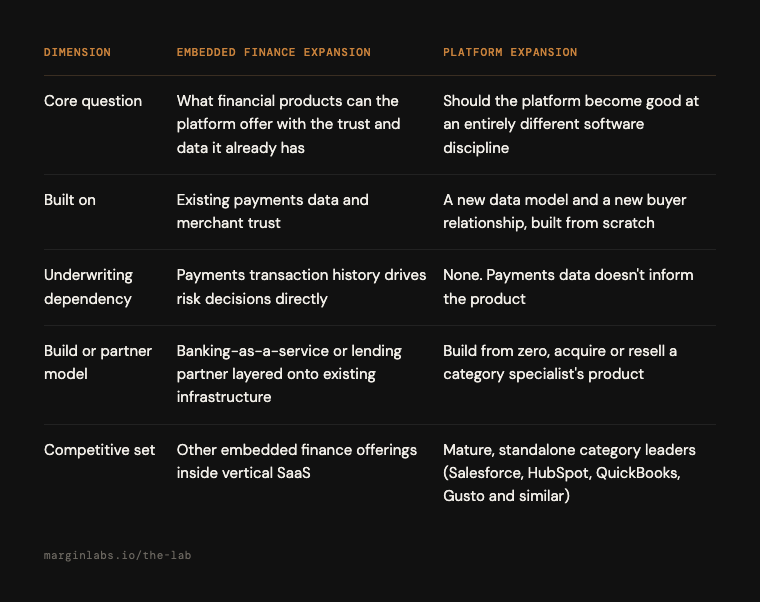 DIMENSION
EMBEDDED FINANCE EXPANSION
PLATFORM EXPANSION
Core question
What financial products can the
platform offer with the trust and
data it already has
Should the platform become good at
an entirely different software
discipline
Built on
Existing payments data and
merchant trust
A new data model and a new buyer
relationship, built from scratch
Underwriting
dependency
Payments transaction history drives
risk decisions directly
None. Payments data doesn't inform
the product
Build or partner
model
Banking-as-a-service or lending
partner layered onto existing
infrastructure
Build from zero, acquire or resell a
category specialist's product
Competitive set
Other embedded finance offerings
inside vertical SaaS
Mature, standalone category leaders
(Salesforce, HubSpot, QuickBooks,
Gusto and similar)
marginlabs.io/the-lab